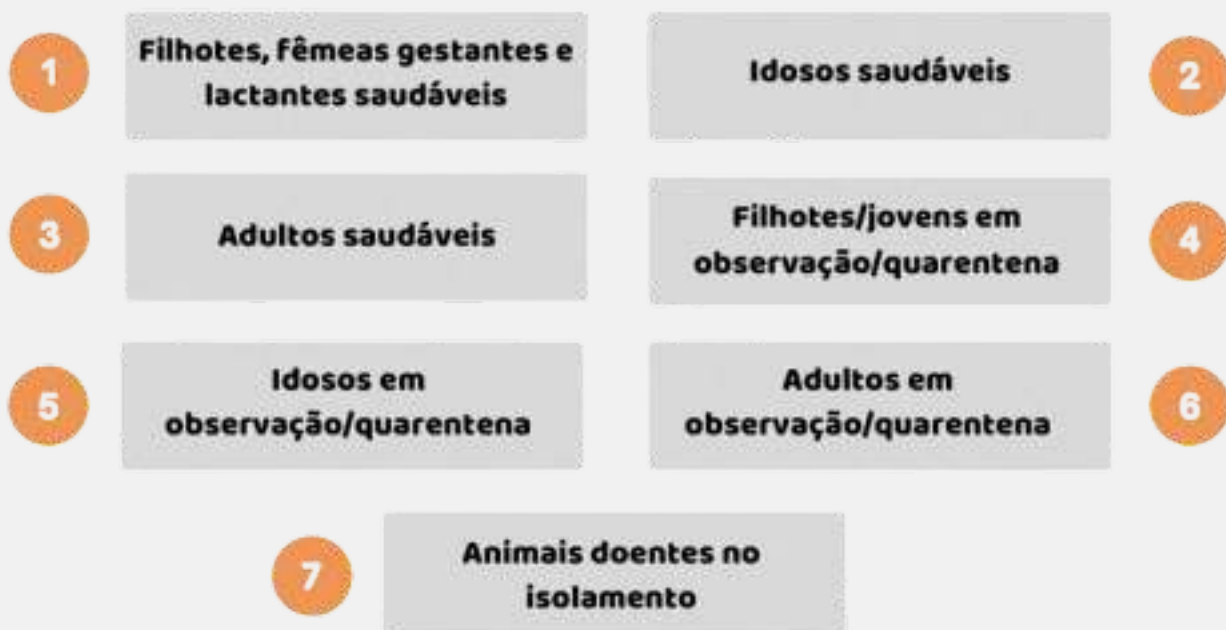 1
Filhotes, fêmeas gestantes e
lactantes saudáveis
Idosos saudáveis
2
3
Adultos saudáveis
Filhotes/jovens em
observação/quarentena
4
5
Idosos em
observação/quarentena
Adultos em
observação/quarentena
6
7
Animais doentes no
isolamento